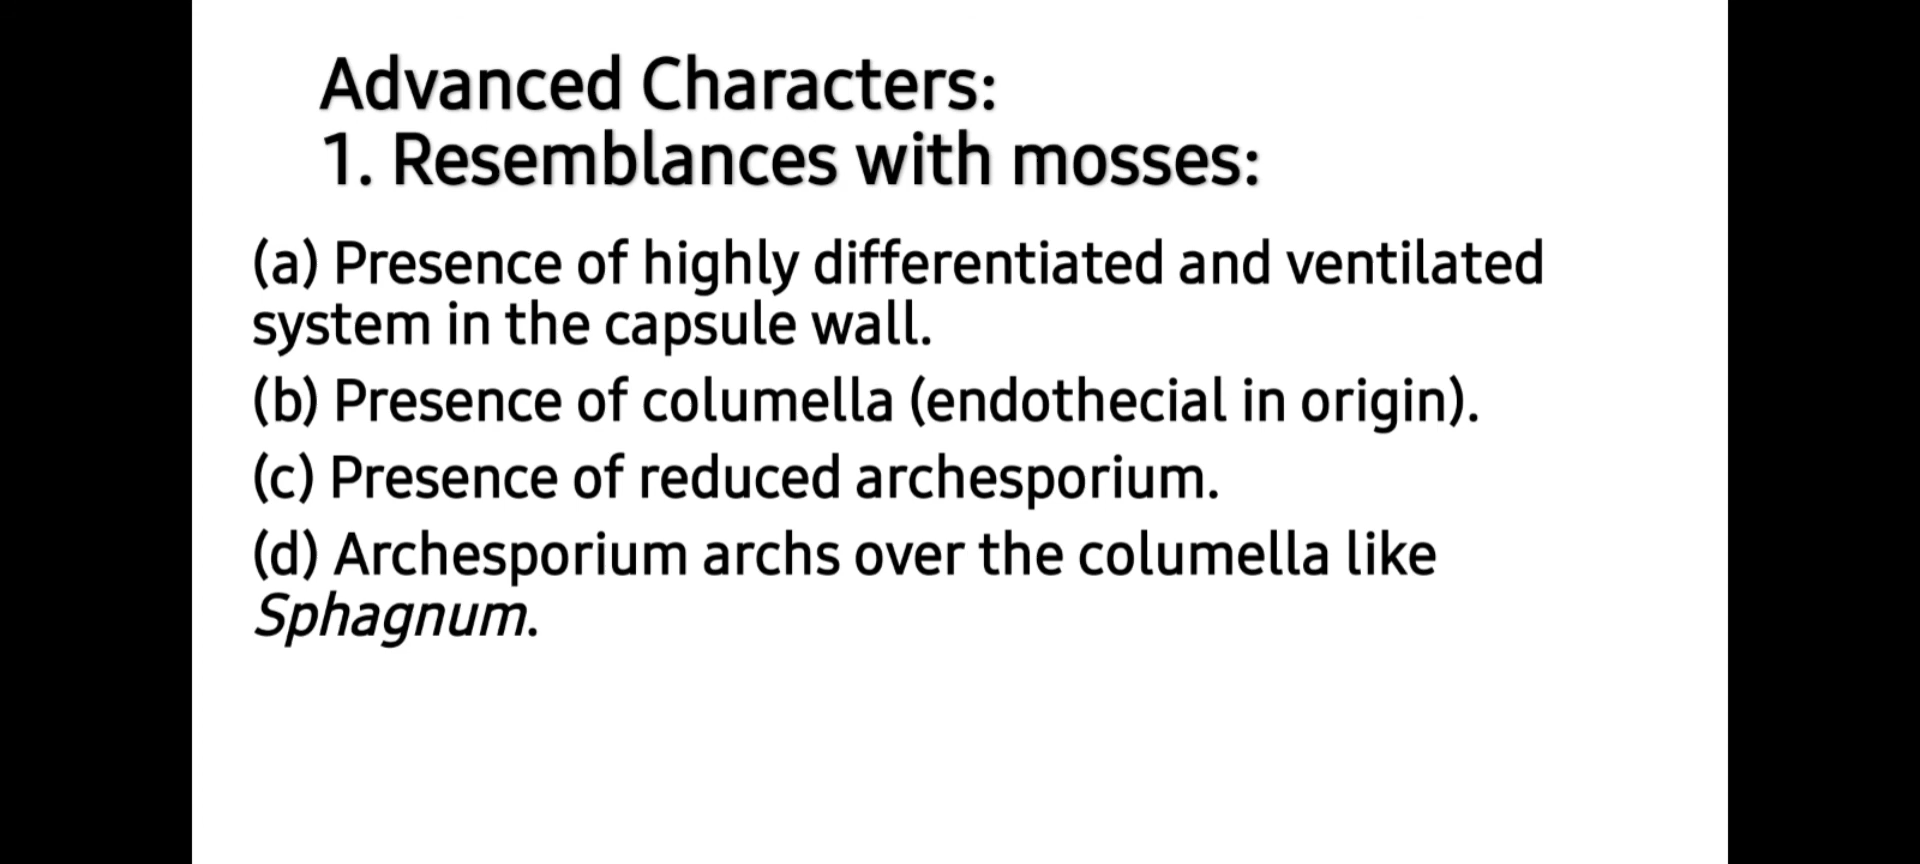 Advanced Characters:
1. Resemblances with mosses:
(a) Presence of highly differentiated and ventilated
system in the capsule wall.
(b) Presence of columella (endothecial in origin).
(c) Presence of reduced archesporium.
(d) Archesporium archs over the columella like
Sphagnum.